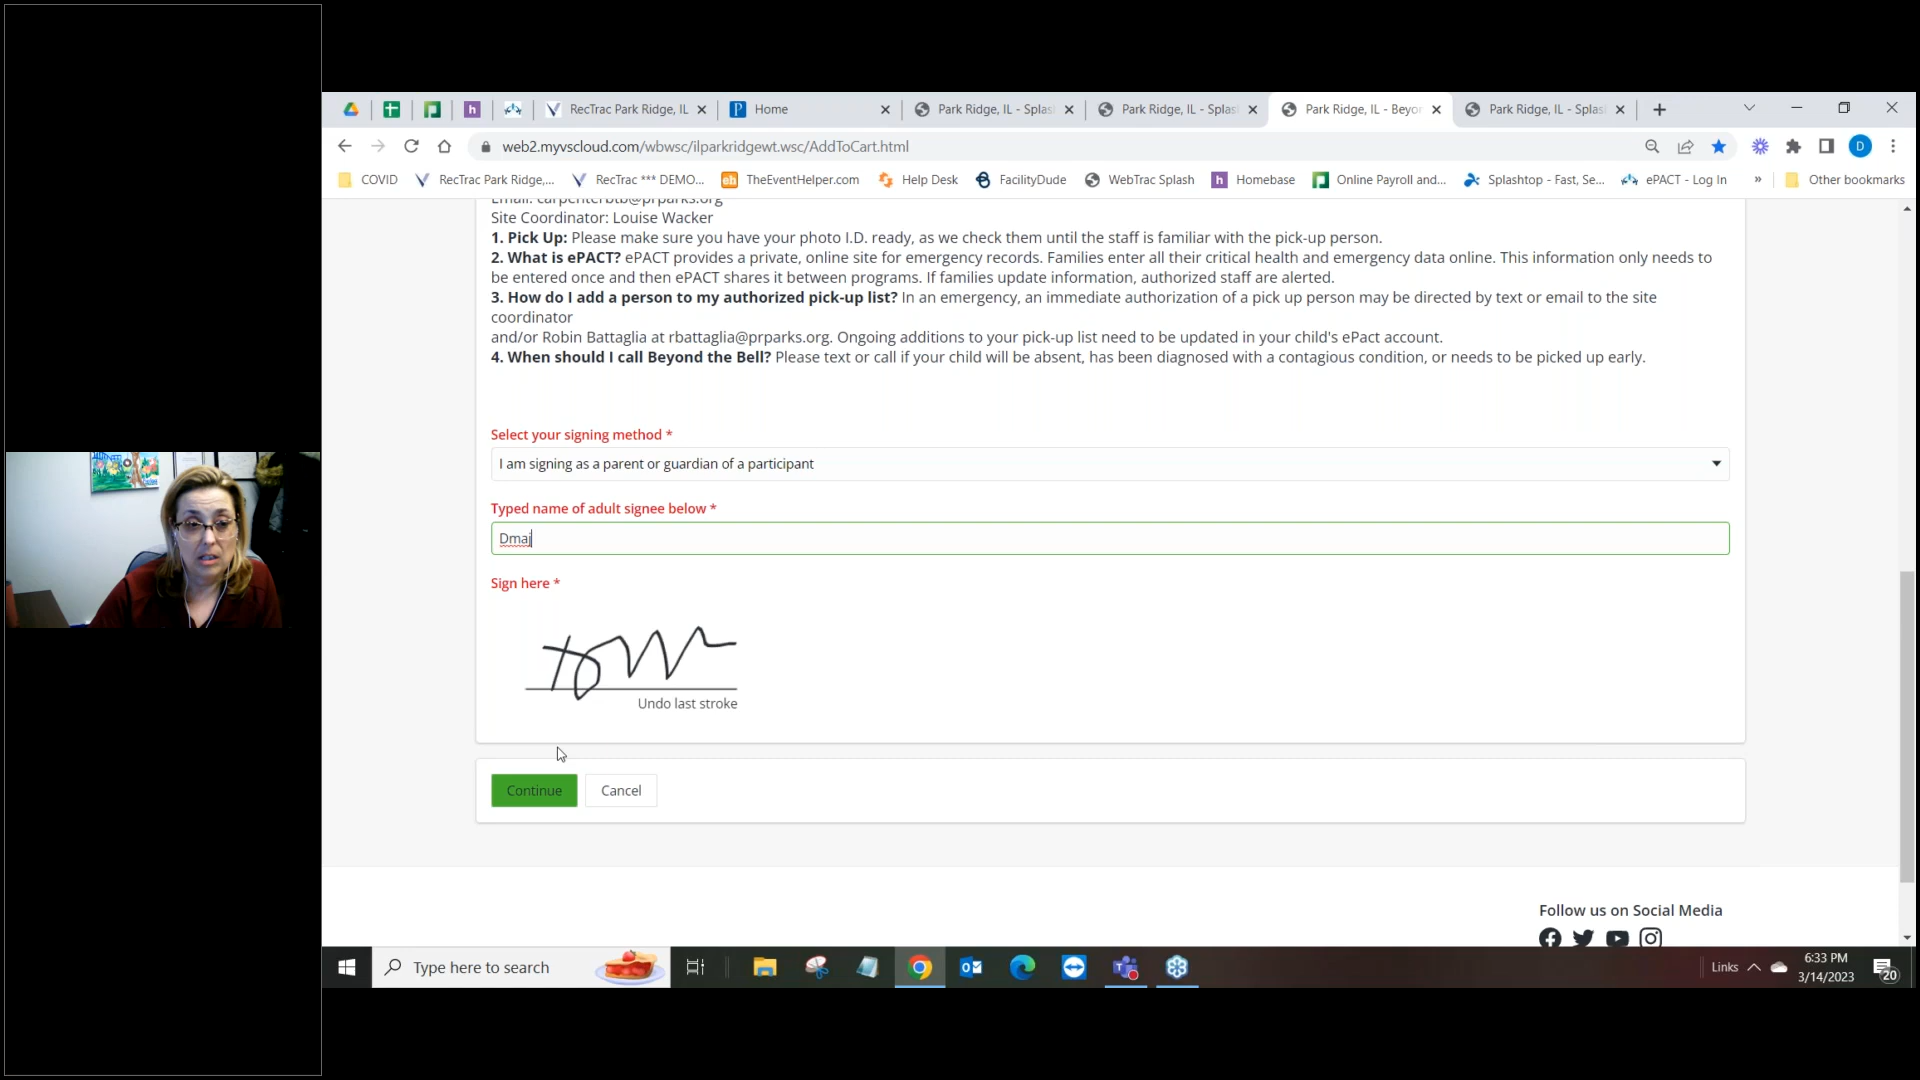 RecTrac Park Ridge, IL
Home
Park Ridge, IL - Splas
Park Ridge, IL - Splas
Park Ridge, IL - Beyo
Park Ridge, IL - Splas
web2.myvscloud.com/wbwsc/ilparkridgewt.wsc/AddToCart.html
D
COVID
RecTrac Park Ridge,...
RecTrac *** DEMO...
TheEventHelper.com
Help Desk
FacilityDude
WebTrac Splash
Homebase
Online Payroll and...
Splashtop - Fast, Se...
ePACT - Log In
»
Other bookmarks
Email: carpenterbtb@prparks.org
Site Coordinator: Louise Wacker
1. Pick Up: Please make sure you have your photo I.D. ready, as we check them until the staff is familiar with the pick-up person.
2. What is ePACT? ePACT provides a private, online site for emergency records. Families enter all their critical health and emergency data online. This information only needs to
be entered once and then ePACT shares it between programs. If families update information, authorized staff are alerted.
3. How do I add a person to my authorized pick-up list? In an emergency, an immediate authorization of a pick up person may be directed by text or email to the site
coordinator
and/or Robin Battaglia at rbattaglia@prparks.org. Ongoing additions to your pick-up list need to be updated in your child's ePact account.
4. When should I call Beyond the Bell? Please text or call if your child will be absent, has been diagnosed with a contagious condition, or needs to be picked up early.
Select your signing method *
I am signing as a parent or guardian of a participant
Typed name of adult signee below *
Dmaj
Sign here *
Undo last stroke
Continue
Cancel
Follow us on Social Media
Type here to search
Links
6:33 PM
3/14/2023
20